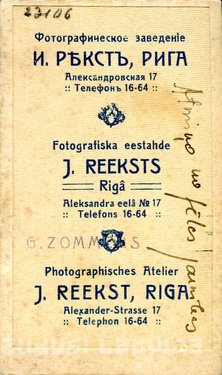 23106
Фотографическое заведеніе
И. РѢКСТЪ, РИГА
Александровская 17
:: Телефонъ 16-64 ::
Fotografiska eestahde
J. REEKSTS
Rigâ
Aleksandra eelâ № 17
:: Telefons 16-64 ::
G. ZOMMERS
Photographisches Atelier
J. REEKST, RIGA
Alexander-Strasse 17
:: Telephon 16-64 ::
no